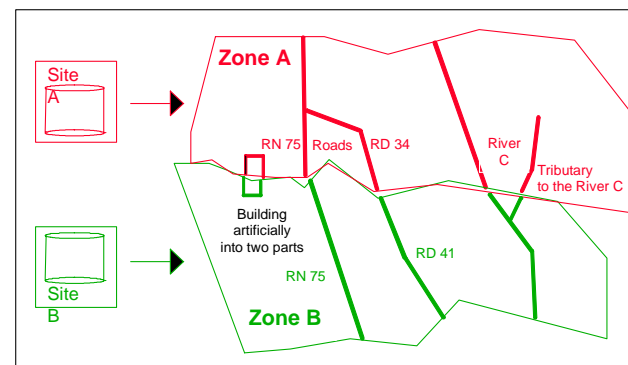 Site
A
Zone A
RN 75
Roads
RD 34
River
C
Tributary
to the River C
Building
artificially
into two parts
RN 75
RD 41
Zone B
Site
B